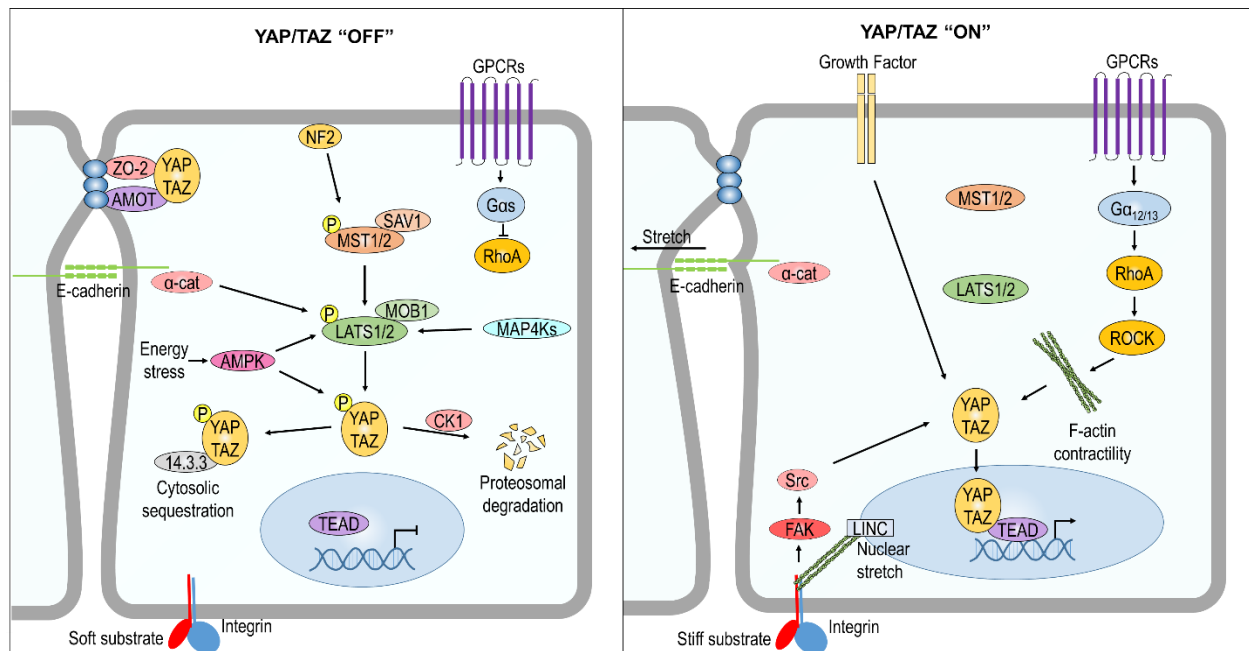 YAP/TAZ “OFF”
GPCRs
NF2
ZO-2
YAP
TAZ
AMOT
P
SAV1
MST1/2
Gαs
RhoA
E-cadherin
α-cat
P
MOB1
LATS1/2
MAP4Ks
Energy
stress
AMPK
P
YAP
TAZ
CK1
P
YAP
TAZ
14.3.3
Cytosolic
sequestration
Proteosomal
degradation
TEAD
Soft substrate
Integrin
YAP/TAZ “ON”
Growth Factor
GPCRs
MST1/2
Gα12/13
Stretch
E-cadherin
α-cat
LATS1/2
RhoA
ROCK
YAP
TAZ
F-actin
contractility
Src
FAK
LINC
Nuclear
stretch
YAP
TAZ
TEAD
Stiff substrate
Integrin